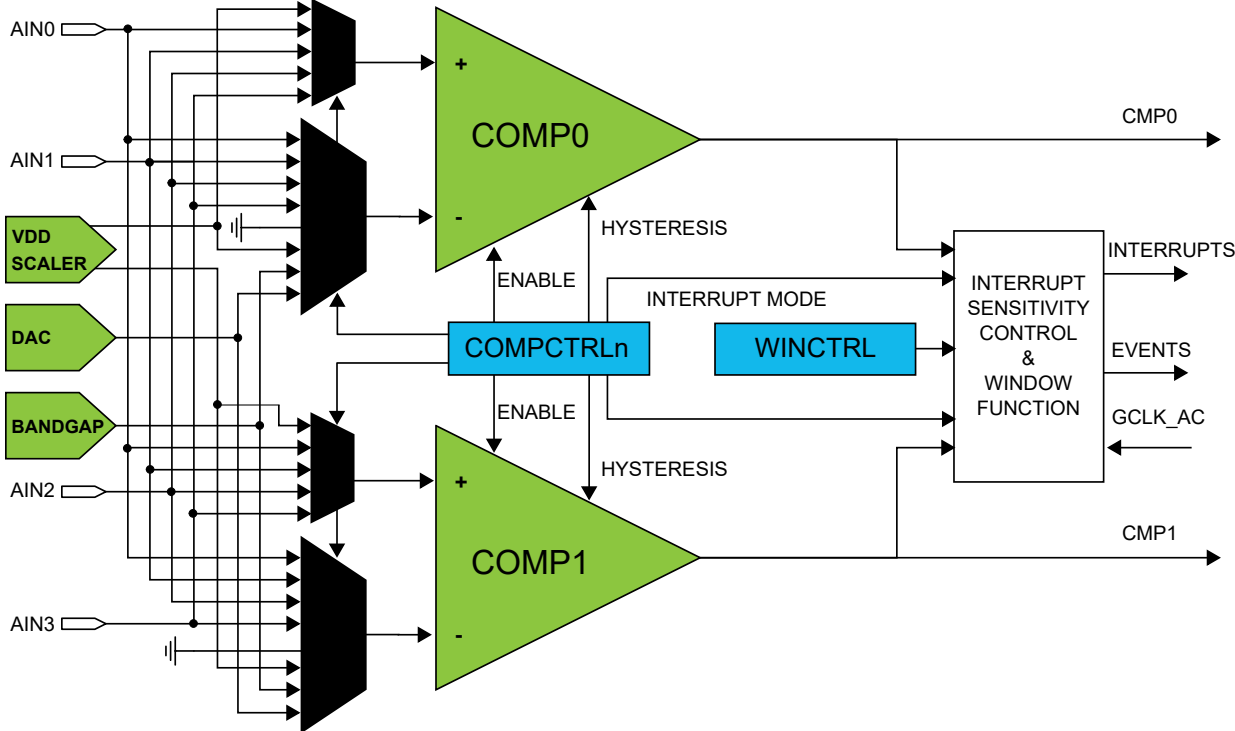 AIN0
+
COMP0
CMP0
AIN1
-
HYSTERESIS
VDD
SCALER
ENABLE
INTERRUPT MODE
INTERRUPT
SENSITIVITY
CONTROL
&
WINDOW
FUNCTION
INTERRUPTS
DAC
COMPCTRLn
WINCTRL
EVENTS
BANDGAP
ENABLE
GCLK_AC
HYSTERESIS
AIN2
+
COMP1
CMP1
AIN3
-